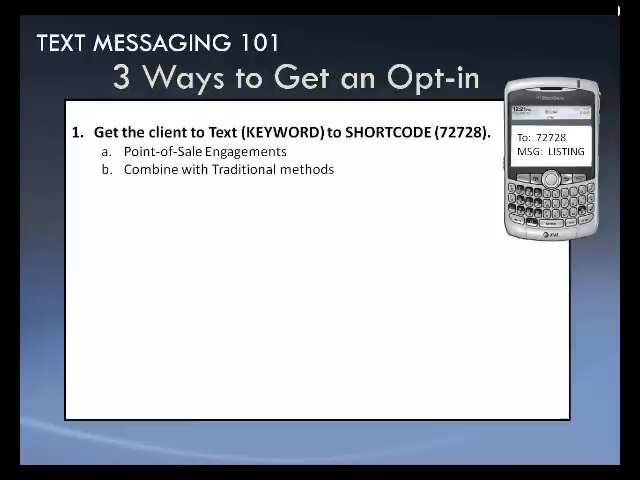 TEXT MESSAGING 101
3 Ways to Get an Opt-in
1. Get the client to Text (KEYWORD) to SHORTCODE (72728).
a. Point-of-Sale Engagements
b. Combine with Traditional methods
To: 72728
MSG: LISTING
at&t